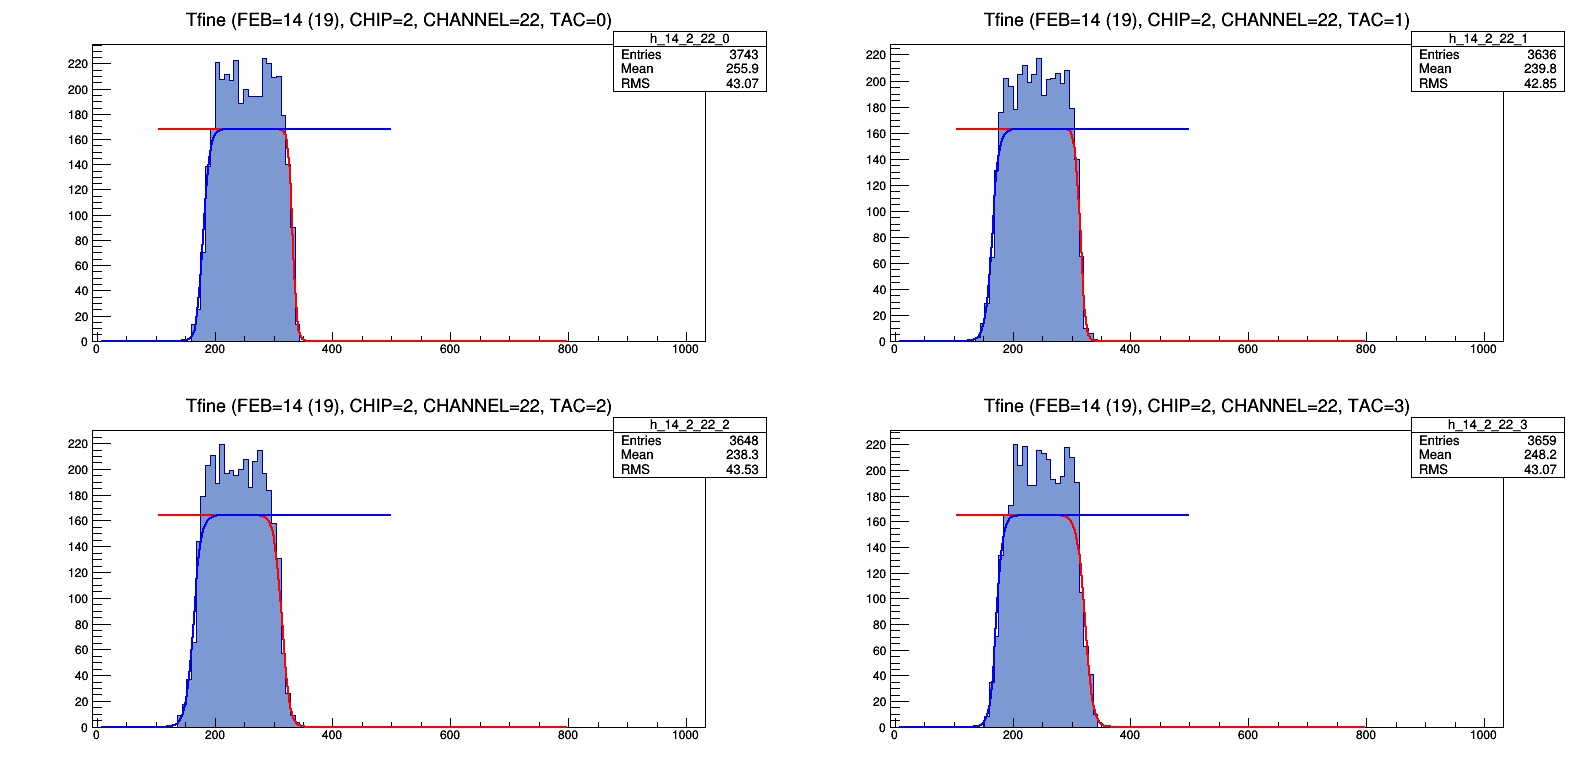 Tfine (FEB=14 (19), CHIP=2, CHANNEL=22, TAC=0)
h_14_2_22_0
Entries 3743
Mean 255.9
RMS 43.07
220
200
180
160
140
120
100
80
60
40
20
0
0 200 400 600 800 1000
Tfine (FEB=14 (19), CHIP=2, CHANNEL=22, TAC=1)
h_14_2_22_1
Entries 3636
Mean 239.8
RMS 42.85
220
200
180
160
140
120
100
80
60
40
20
0
0 200 400 600 800 1000
Tfine (FEB=14 (19), CHIP=2, CHANNEL=22, TAC=2)
h_14_2_22_2
Entries 3648
Mean 238.3
RMS 43.53
220
200
180
160
140
120
100
80
60
40
20
0
0 200 400 600 800 1000
Tfine (FEB=14 (19), CHIP=2, CHANNEL=22, TAC=3)
h_14_2_22_3
Entries 3659
Mean 248.2
RMS 43.07
220
200
180
160
140
120
100
80
60
40
20
0
0 200 400 600 800 1000